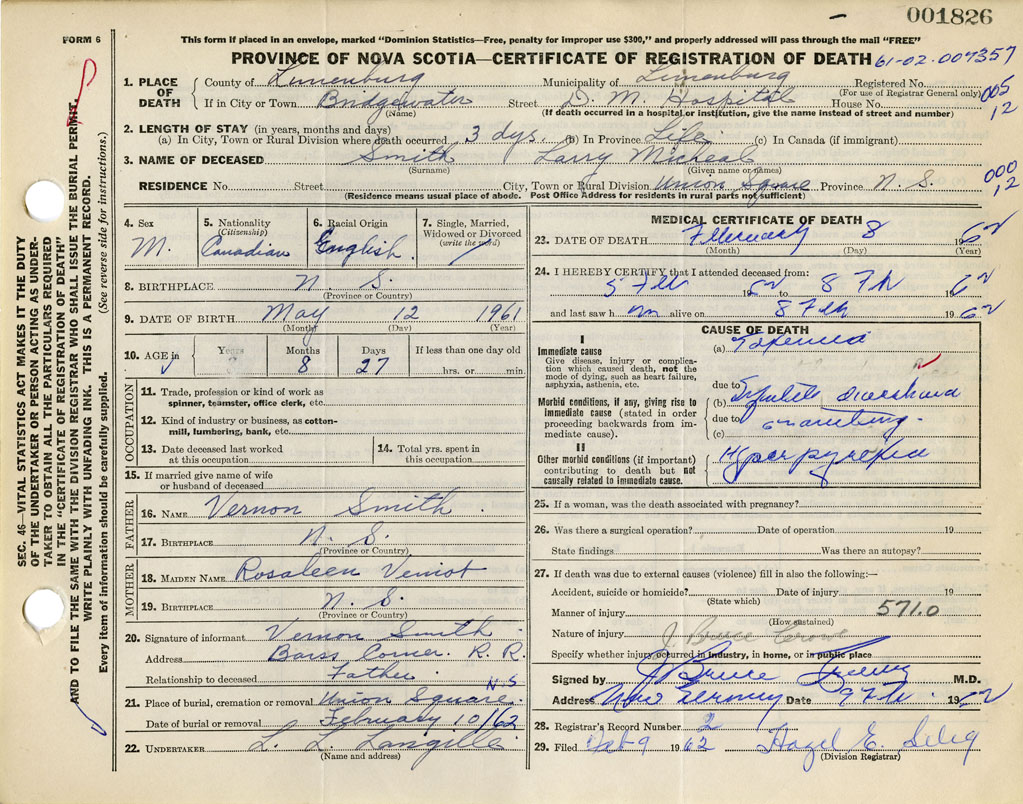 001826
FORM 6
This form if placed in an envelope, marked "Dominion Statistics—Free, penalty for improper use $300," and properly addressed will pass through the mail "FREE"
PROVINCE OF NOVA SCOTIA—CERTIFICATE OF REGISTRATION OF DEATH 61-02-007357
1. PLACE OF DEATH
County of Lunenburg Municipality of Lunenburg Registered No.
(For use of Registrar General only) 005
If in City or Town Bridgewater Street D. M. Hospital House No. 12
(Name) (If death occurred in a hospital or institution, give the name instead of street and number)
2. LENGTH OF STAY (in years, months and days)
(a) In City, Town or Rural Division where death occurred 3 dys. (b) In Province Life. (c) In Canada (if immigrant)
3. NAME OF DECEASED Smith Larry Micheal
(Surname) (Given name or names)
000
12
RESIDENCE No. Street City, Town or Rural Division Union Square Province N. S.
(Residence means usual place of abode. Post Office Address for residents in rural parts not sufficient)
4. Sex
M.
5. Nationality
(Citizenship)
Canadian
6. Racial Origin
English.
7. Single, Married, Widowed or Divorced
(write the word)
8. BIRTHPLACE N. S.
(Province or Country)
9. DATE OF BIRTH May 12 1961
(Month) (Day) (Year)
10. AGE in Years Months Days If less than one day old
8 27 hrs. or min.
OCCUPATION
11. Trade, profession or kind of work as
spinner, teamster, office clerk, etc.
12. Kind of industry or business, as cotton-
mill, lumbering, bank, etc.
13. Date deceased last worked
at this occupation
14. Total yrs. spent in
this occupation
15. If married give name of wife
or husband of deceased
FATHER
16. NAME Vernon Smith.
17. BIRTHPLACE N. S.
(Province or Country)
MOTHER
18. MAIDEN NAME Rosaleen Veniot
19. BIRTHPLACE N. S.
(Province or Country)
20. Signature of informant Vernon Smith
Address Barss Corner. R. R.
Relationship to deceased Father
N.S
21. Place of burial, cremation or removal Union Square.
Date of burial or removal February 10/62
22. UNDERTAKER L. L. Langille
(Name and address)
MEDICAL CERTIFICATE OF DEATH
23. DATE OF DEATH February 8 1962
(Month) (Day) (Year)
24. I HEREBY CERTIFY that I attended deceased from:
5 Feb 1962 to 8 Feb 1962
and last saw him alive on 8 Feb 1962
CAUSE OF DEATH
I
Immediate cause
Give disease, injury or complica-
tion which caused death, not the
mode of dying, such as heart failure,
asphyxia, asthenia, etc.
(a) Toxemia
due to
Morbid conditions, if any, giving rise to
immediate cause (stated in order
proceeding backwards from im-
mediate cause).
(b)
due to
(c)
II
Other morbid conditions (if important)
contributing to death but not
causally related to immediate cause.
Hyperpyrexia
25. If a woman, was the death associated with pregnancy?
26. Was there a surgical operation? Date of operation 19
State findings Was there an autopsy?
27. If death was due to external causes (violence) fill in also the following:—
Accident, suicide or homicide? Date of injury 19
(State which)
Manner of injury 571.0
(How sustained)
Nature of injury J Bruce Crowe
Specify whether injury occurred in industry, in home, or in public place
Signed by J Bruce M.D.
Address New Germany Date 9 Feb. 1962
28. Registrar's Record Number 2
29. Filed Feb 9 1962 Hazel E. Selig
(Division Registrar)
SEC. 46—VITAL STATISTICS ACT MAKES IT THE DUTY
OF THE UNDERTAKER OR PERSON ACTING AS UNDER-
TAKER TO OBTAIN ALL THE PARTICULARS REQUIRED
IN THE "CERTIFICATE OF REGISTRATION OF DEATH"
AND TO FILE THE SAME WITH THE DIVISION REGISTRAR WHO SHALL ISSUE THE BURIAL PERMIT.
WRITE PLAINLY WITH UNFADING INK. THIS IS A PERMANENT RECORD.
Every item of information should be carefully supplied. (See reverse side for instructions.)